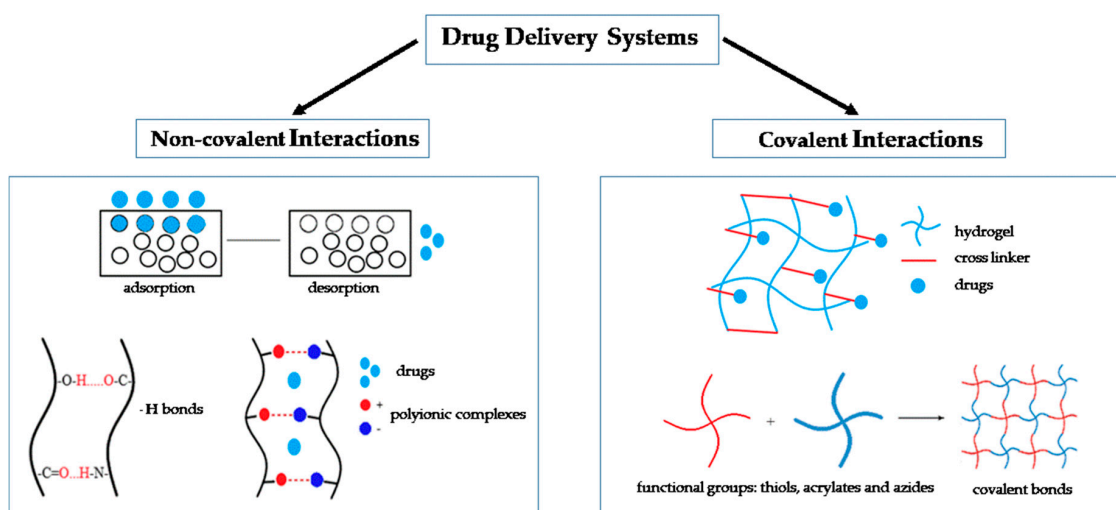 Drug Delivery Systems
Non-covalent Interactions
Covalent Interactions
adsorption
desorption
-O-H.....O-C-
-H bonds
-C=O...H-N-
drugs
+
polyionic complexes
-
hydrogel
cross linker
drugs
+
functional groups: thiols, acrylates and azides
covalent bonds